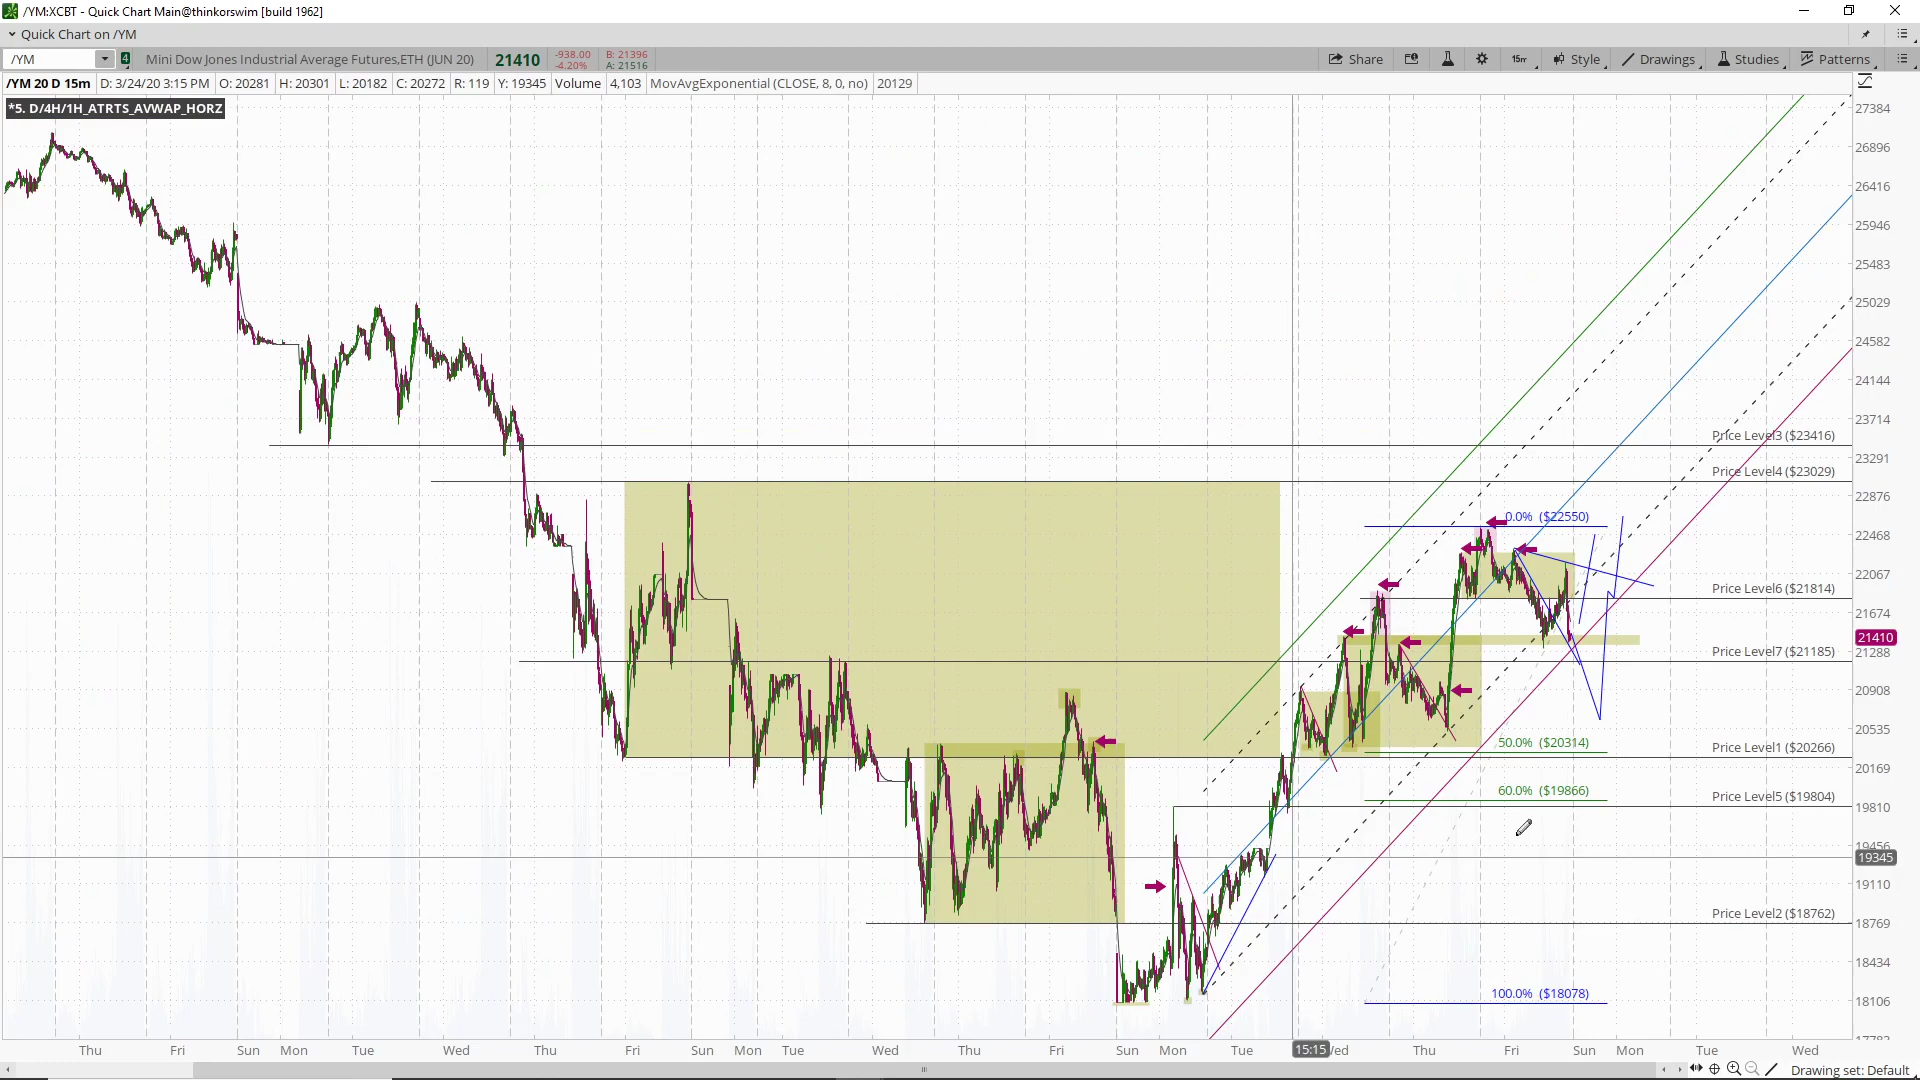 /YM:XCBT - Quick Chart Main@thinkorswim [build 1962]
Quick Chart on /YM
/YM 4 Mini Dow Jones Industrial Average Futures,ETH (JUN 20) 21410 -938.00 -4.20% B: 21396 A: 21516 Share 15m Style Drawings Studies Patterns
/YM 20 D 15m D: 3/24/20 3:15 PM O: 20281 H: 20301 L: 20182 C: 20272 R: 119 Y: 19345 Volume 4,103 MovAvgExponential (CLOSE, 8, 0, no) 20129
*5. D/4H/1H_ATRTS_AVWAP_HORZ
27384
26896
26416
25946
25483
25029
24582
24144
23714
Price Level3 ($23416)
23291
Price Level4 ($23029)
22876
0.0% ($22550)
22468
22067
Price Level6 ($21814)
21674
21410
Price Level7 ($21185)
21288
20908
20535
50.0% ($20314)
Price Level1 ($20266)
20169
60.0% ($19866)
Price Level5 ($19804)
19810
19456
19345
19110
Price Level2 ($18762)
18769
18434
100.0% ($18078)
18106
Thu Fri Sun Mon Tue Wed Thu Fri Sun Mon Tue Wed Thu Fri Sun Mon Tue 15:15 Wed Thu Fri Sun Mon Tue Wed
Drawing set: Default